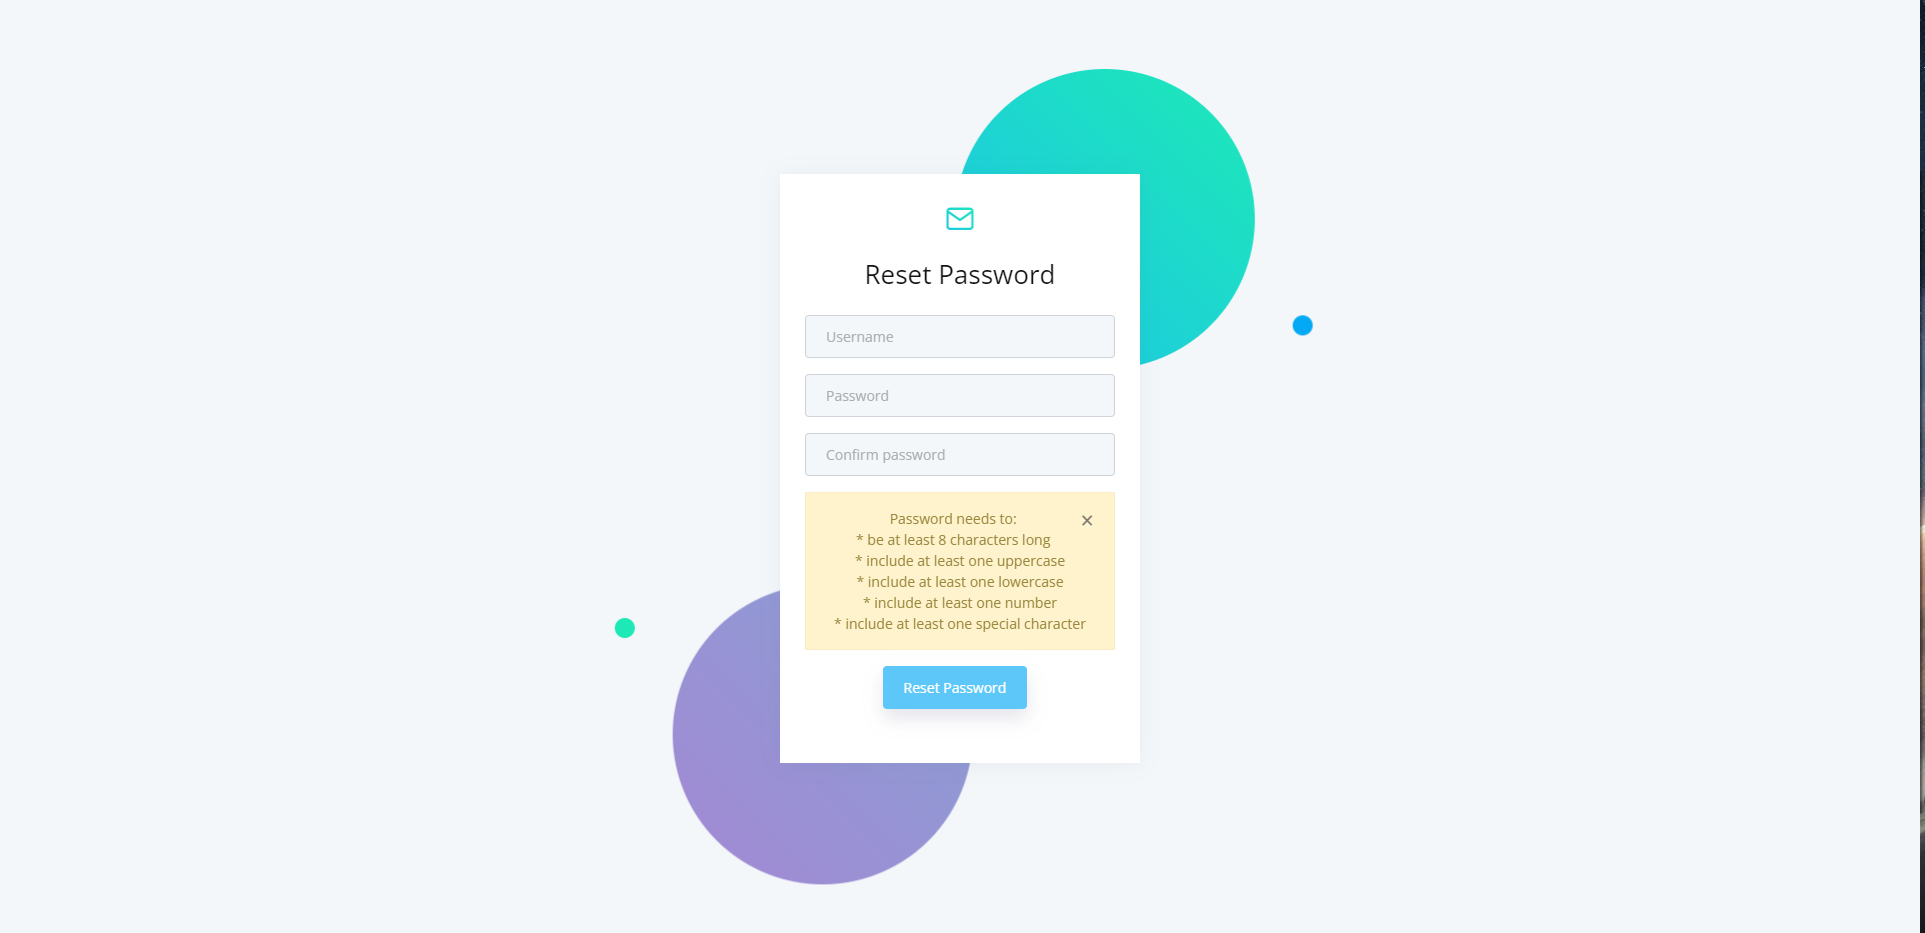 Reset Password
Username
Password
Confirm password
Password needs to:
* be at least 8 characters long
* include at least one uppercase
* include at least one lowercase
* include at least one number
* include at least one special character
Reset Password